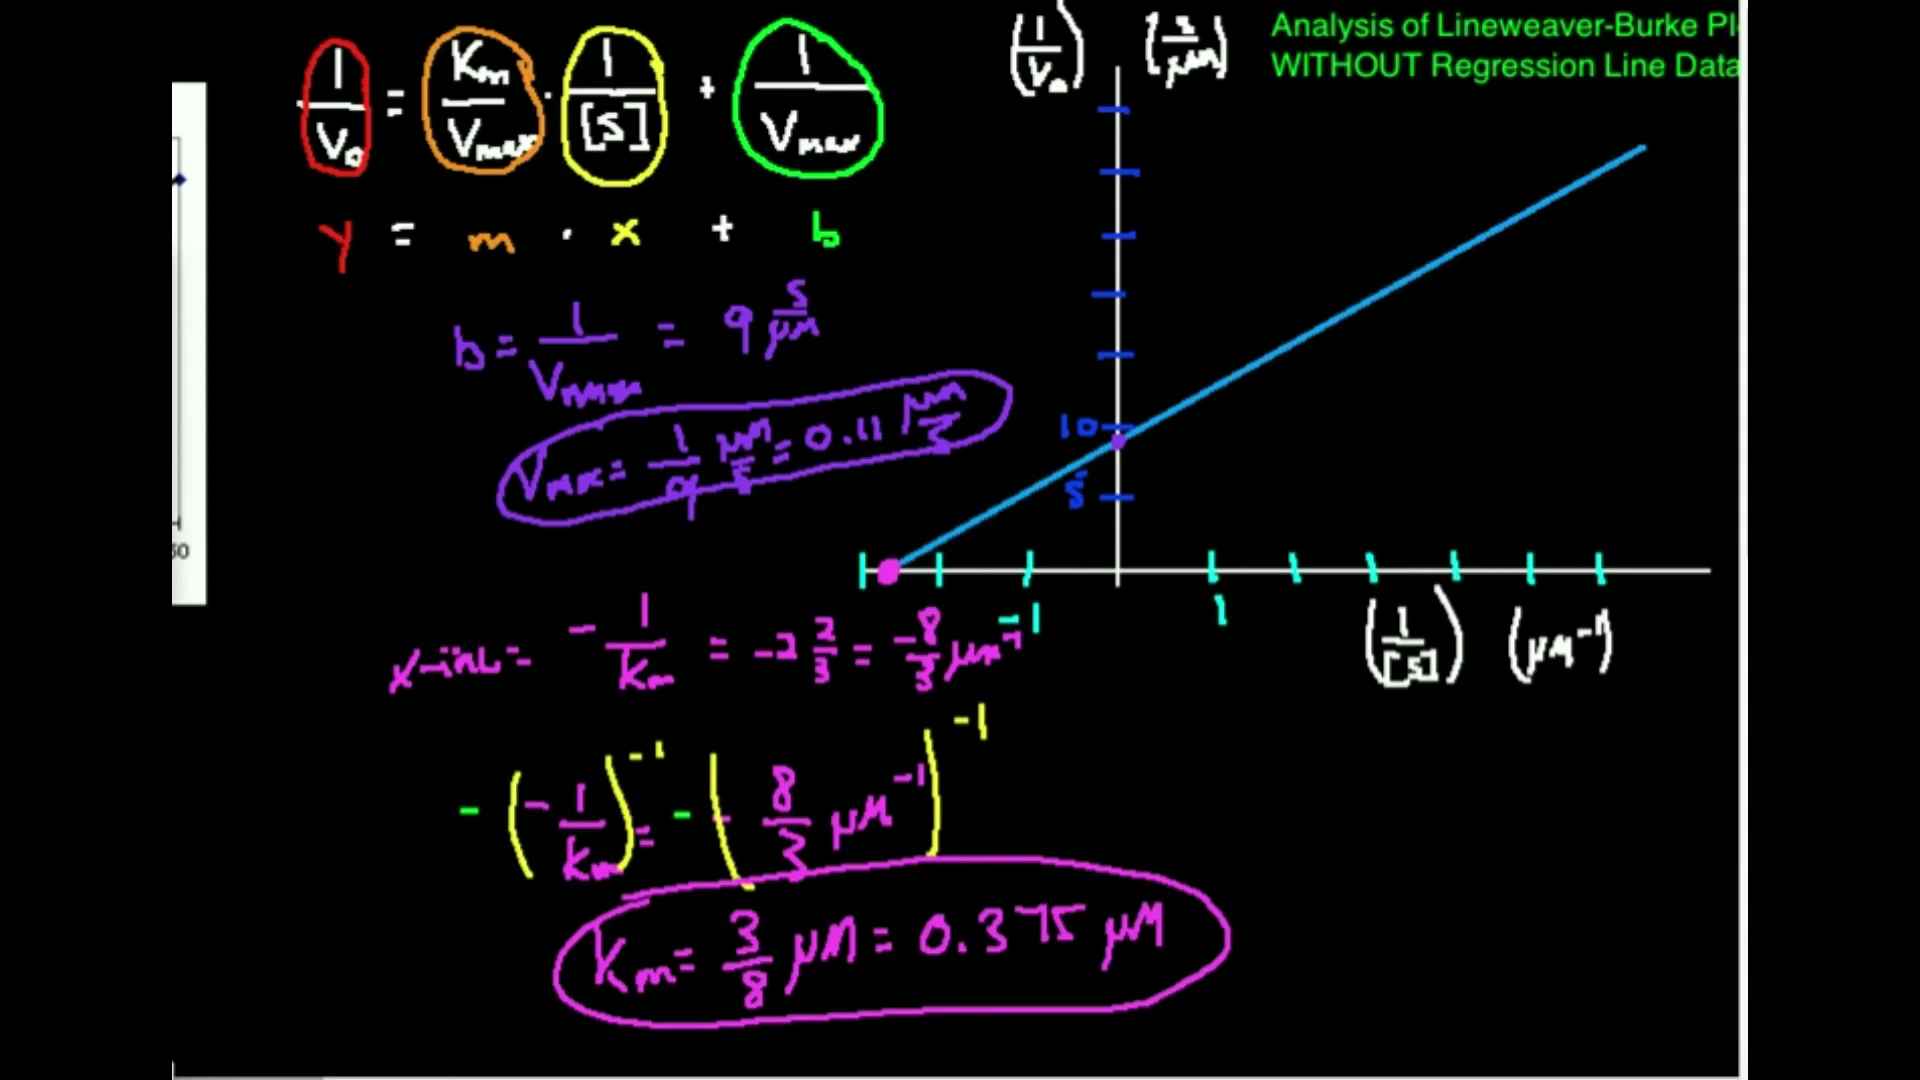 1/V₀ = Km/Vmax · 1/[S] + 1/Vmax
(1/V₀) (s/μM)
Analysis of Lineweaver-Burke
WITHOUT Regression Line Data
y = m · x + b
b = 1/Vmax = 9 s/μM
Vmax = 1/9 μM/s = 0.11 μM/s
10
5
x-int = -1/Km = -2 2/3 = -8/3 μM⁻¹
-1
1
(1/[S]) (μM⁻¹)
-(-1/Km)⁻¹ = -(-8/3 μM⁻¹)⁻¹
Km = 3/8 μM = 0.375 μM